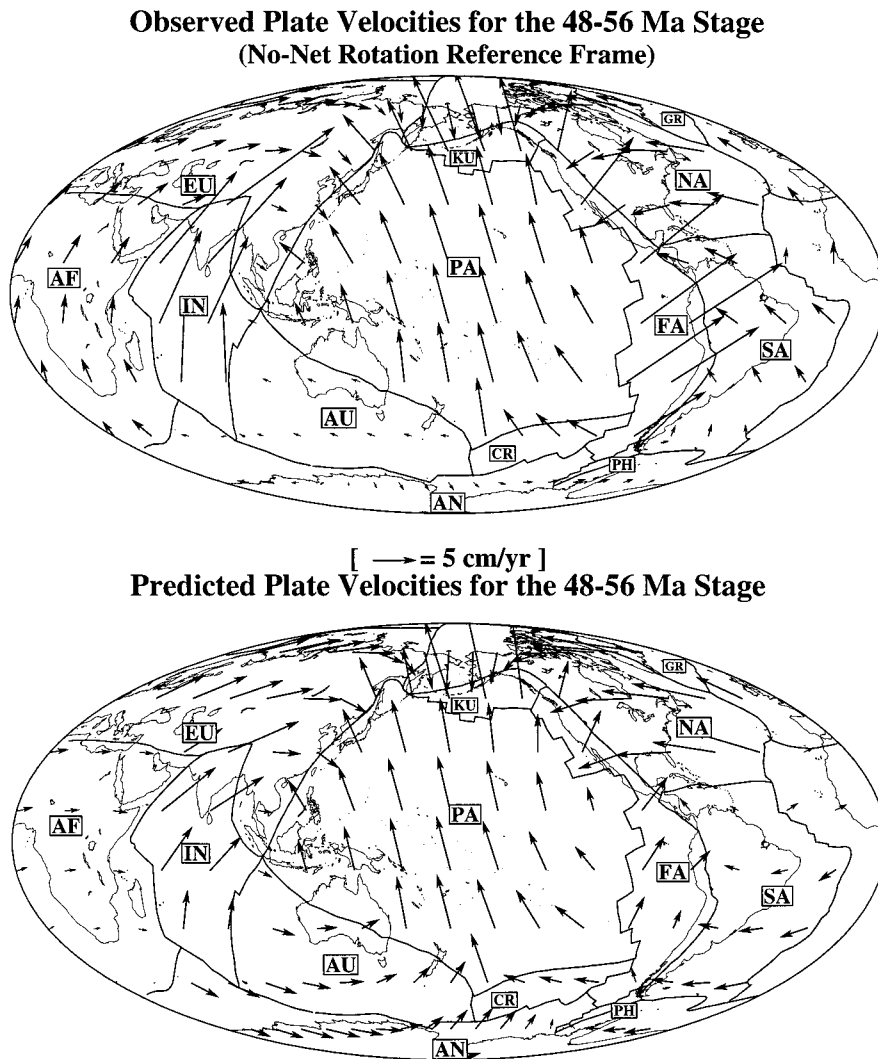 Observed Plate Velocities for the 48-56 Ma Stage
(No-Net Rotation Reference Frame)
GR
KU
EU
NA
AF
PA
IN
FA
SA
AU
CR
PH
AN
[ → = 5 cm/yr ]
Predicted Plate Velocities for the 48-56 Ma Stage
GR
KU
EU
NA
AF
PA
IN
FA
SA
AU
CR
PH
AN